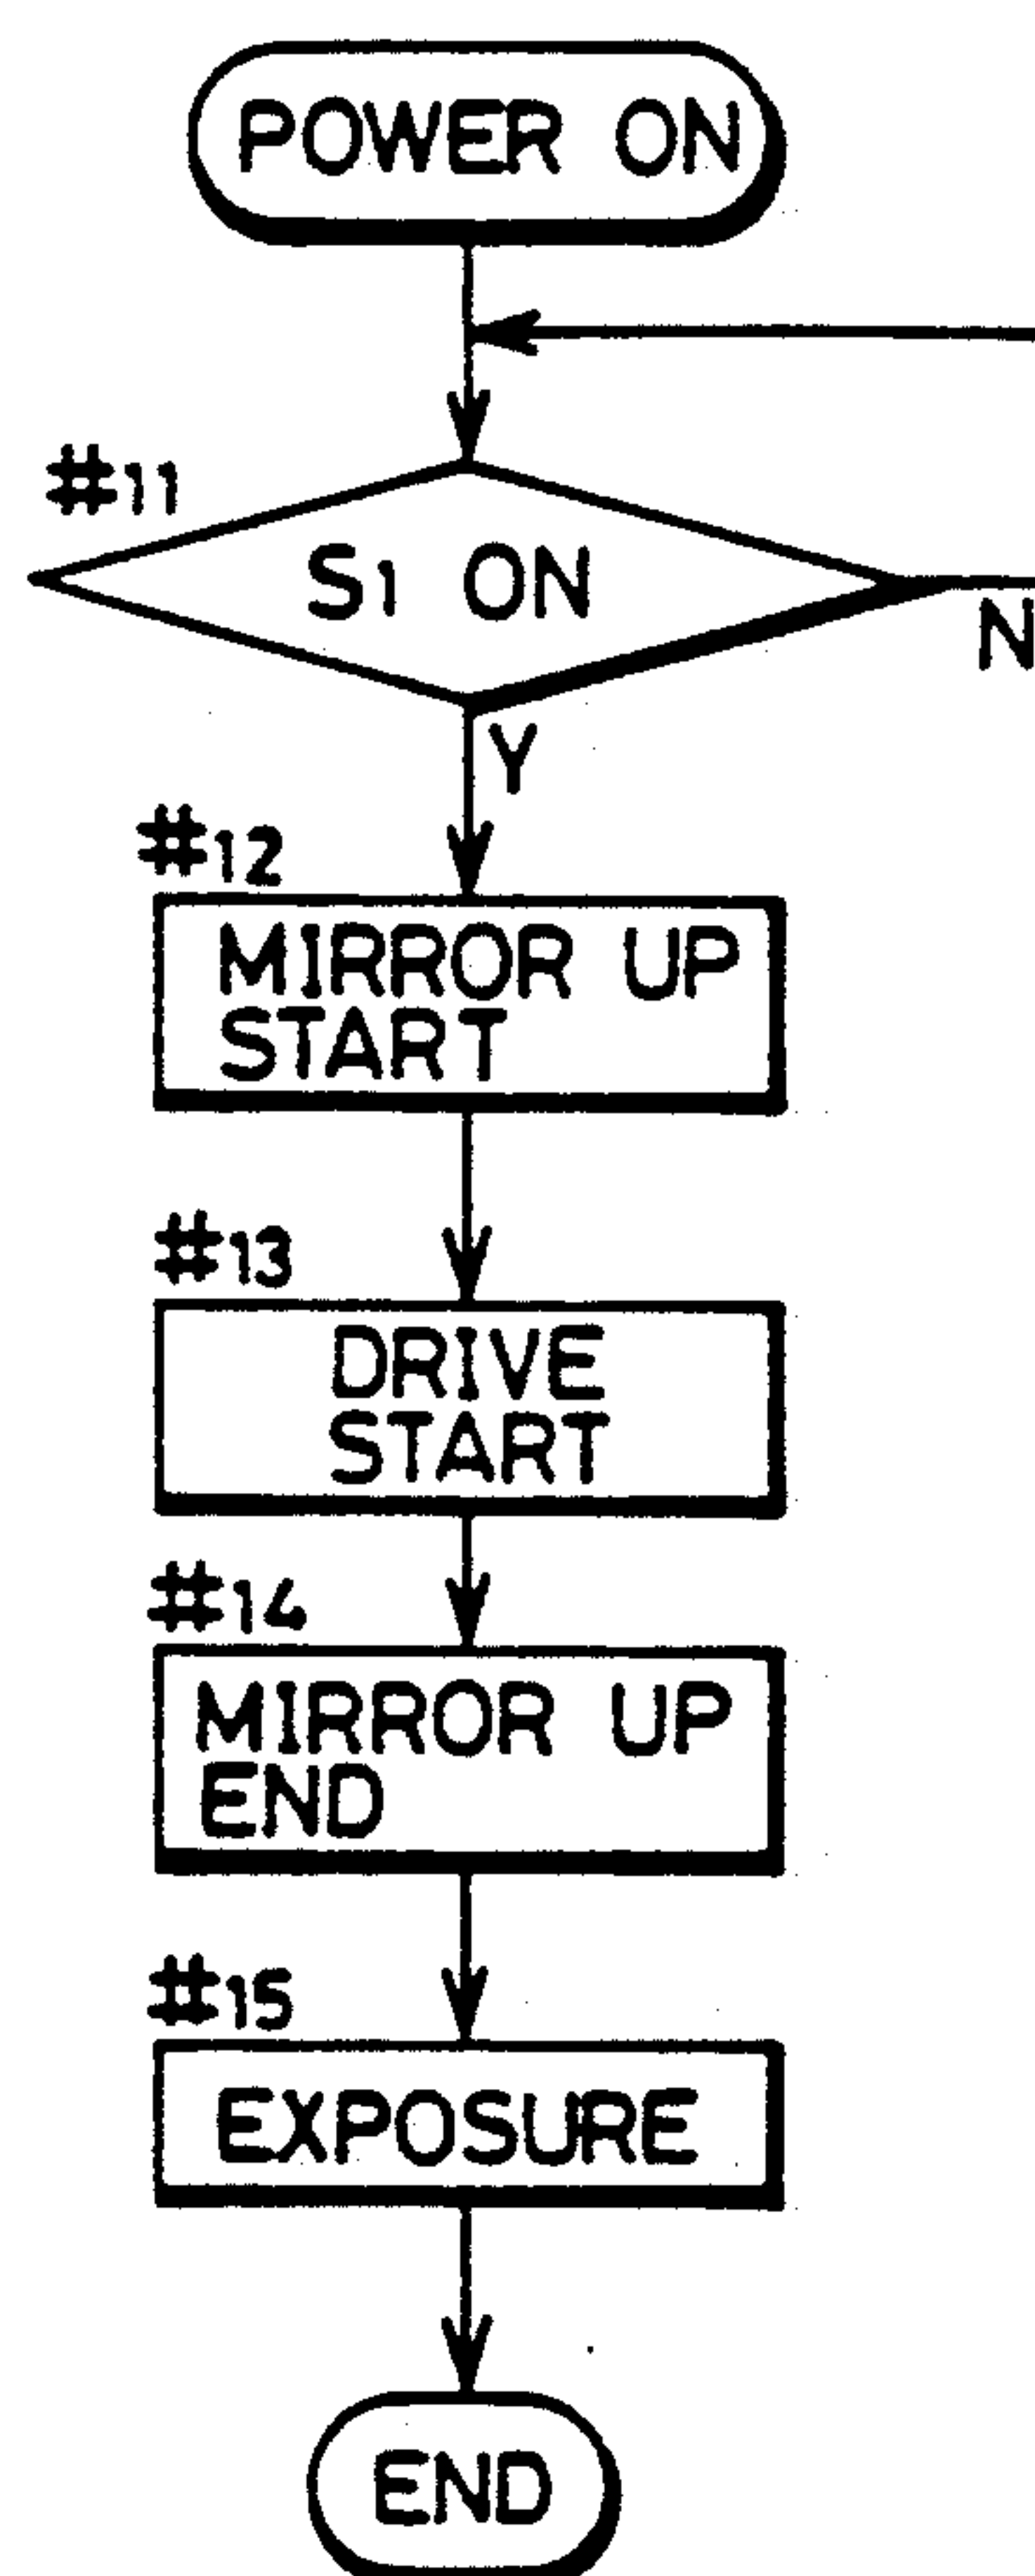 POWER ON
#11
S1 ON
N
Y
#12
MIRROR UP
START
#13
DRIVE
START
#14
MIRROR UP
END
#15
EXPOSURE
END